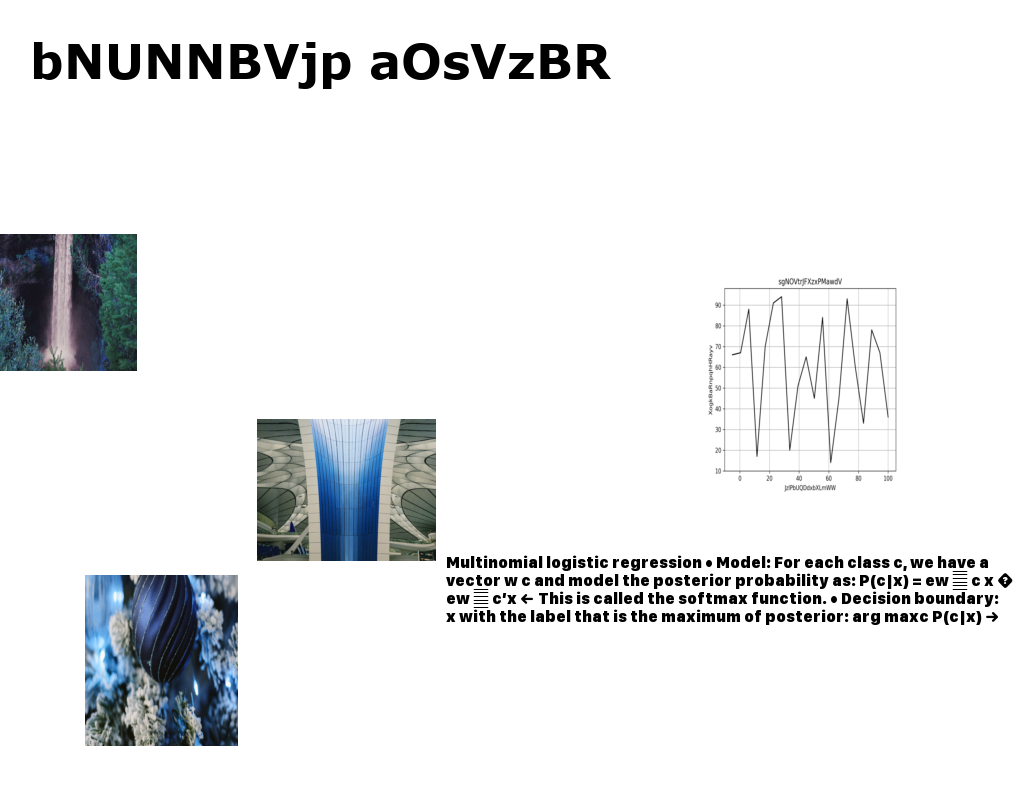 bNUNNBVjp aOsVzBR
sgNOVtrJFXzxPMawdV
90
80
70
60
50
40
30
20
10
0 20 40 60 80 100
Multinomial logistic regression • Model: For each class c, we have a
vector w c and model the posterior probability as: P(c|x) = ew c x �
ew c′x ← This is called the softmax function. • Decision boundary:
x with the label that is the maximum of posterior: arg maxc P(c|x) →